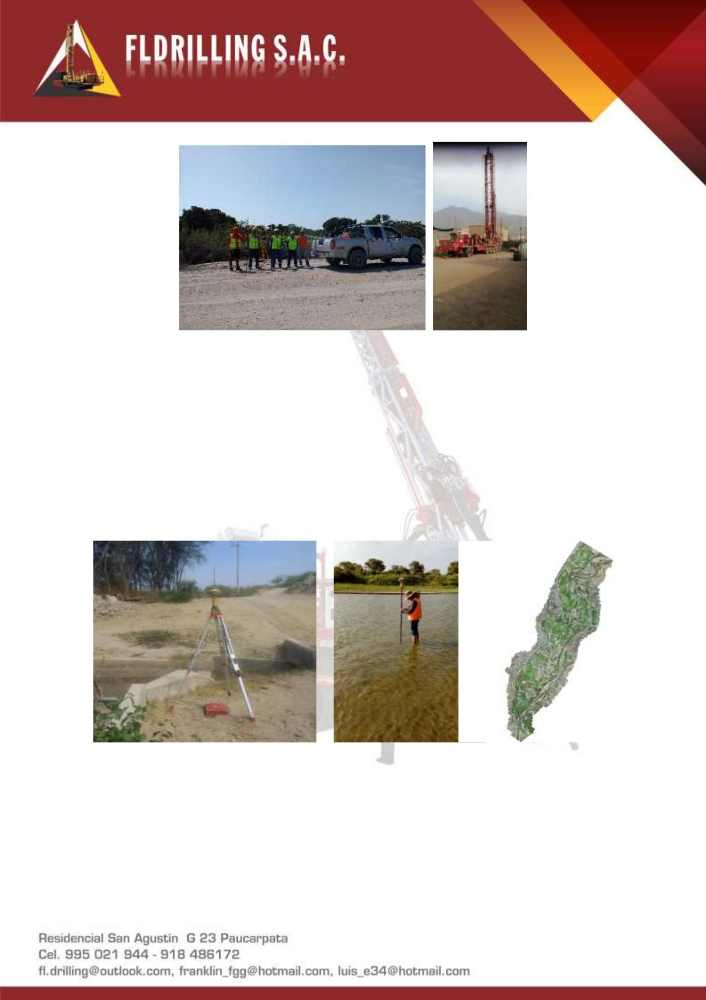 FLDRILLING S.A.C.
Residencial San Agustín G 23 Paucarpata
Cel. 995 021 944 - 918 486172
fl.drilling@outlook.com, franklin_fgg@hotmail.com, luis_e34@hotmail.com